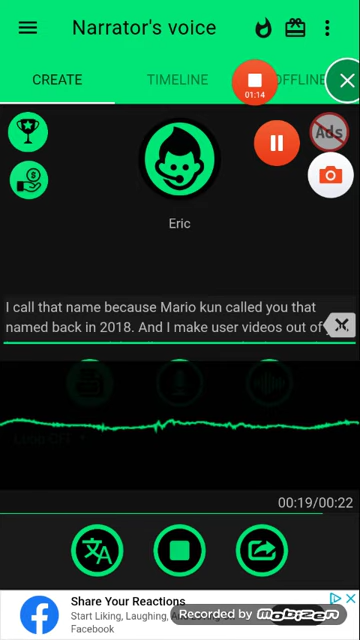 Narrator's voice
CREATE
TIMELINE
OFFLINE
01:14
Ads
Eric
I call that name because Mario kun called you that
named back in 2018. And I make user videos out of
00:19/00:22
Share Your Reactions
Start Liking, Laughing,
Facebook
Recorded by mobizen